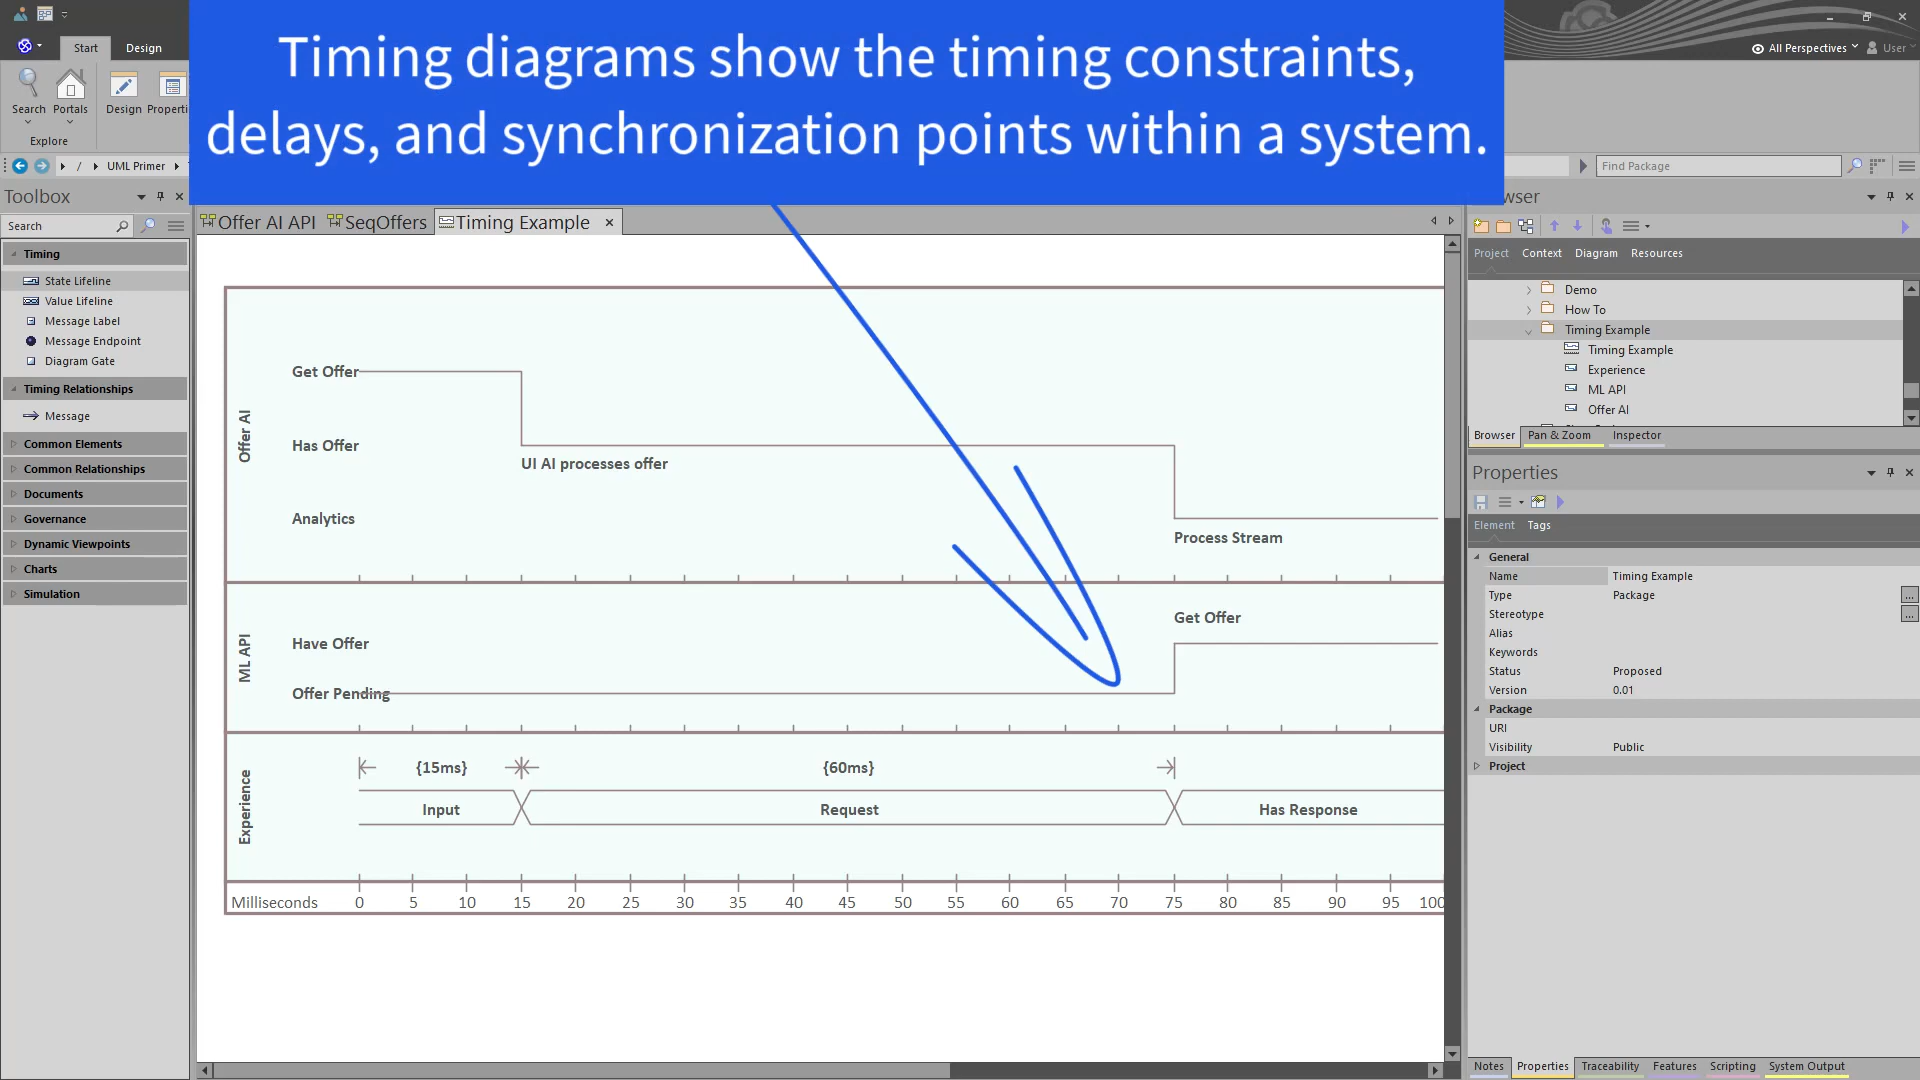 Timing diagrams show the timing constraints,
delays, and synchronization points within a system.
Start
Design
All Perspectives
User
Search
Portals
Design
Properti
Explore
/
UML Primer
Find Package
Toolbox
Search
Timing
State Lifeline
Value Lifeline
Message Label
Message Endpoint
Diagram Gate
Timing Relationships
Message
Common Elements
Common Relationships
Documents
Governance
Dynamic Viewpoints
Charts
Simulation
Offer AI API
SeqOffers
Timing Example
Offer AI
Get Offer
Has Offer
UI AI processes offer
Analytics
Process Stream
ML API
Get Offer
Have Offer
Offer Pending
Experience
{15ms}
{60ms}
Input
Request
Has Response
Milliseconds 0 5 10 15 20 25 30 35 40 45 50 55 60 65 70 75 80 85 90 95 100
wser
Project Context Diagram Resources
Demo
How To
Timing Example
Timing Example
Experience
ML API
Offer AI
Browser Pan & Zoom Inspector
Properties
Element Tags
General
Name Timing Example
Type Package
Stereotype
Alias
Keywords
Status Proposed
Version 0.01
Package
URI
Visibility Public
Project
Notes Properties Traceability Features Scripting System Output